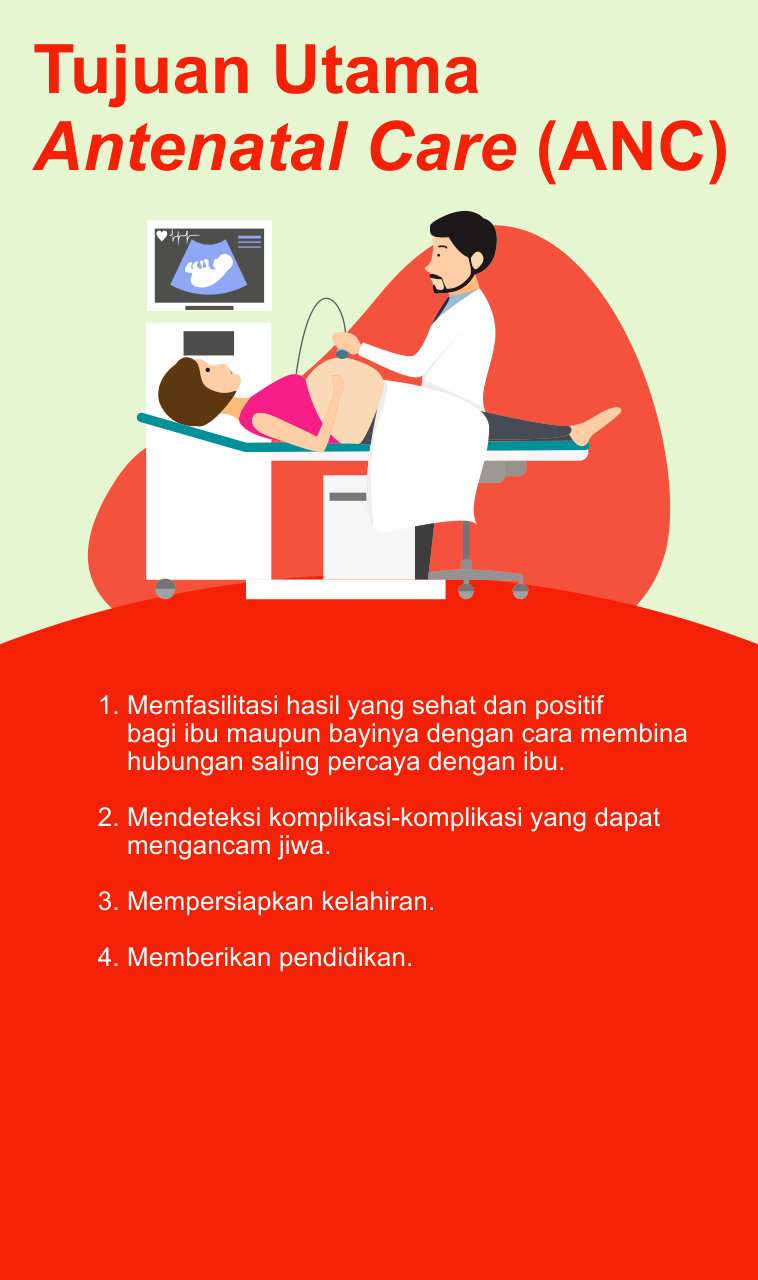 Tujuan Utama
Antenatal Care (ANC)
1. Memfasilitasi hasil yang sehat dan positif
bagi ibu maupun bayinya dengan cara membina
hubungan saling percaya dengan ibu.
2. Mendeteksi komplikasi-komplikasi yang dapat
mengancam jiwa.
3. Mempersiapkan kelahiran.
4. Memberikan pendidikan.